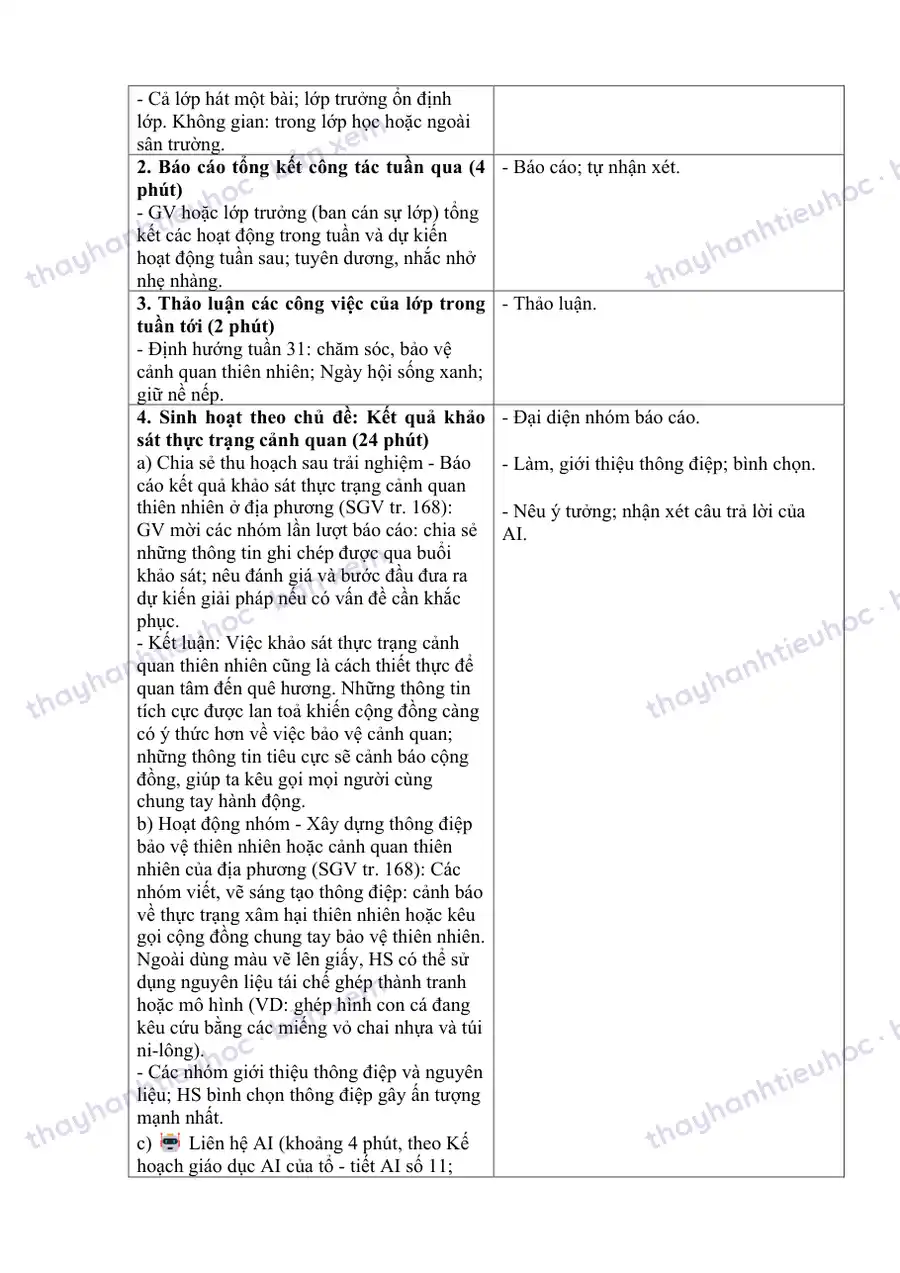 - Cả lớp hát một bài; lớp trưởng ổn định
lớp. Không gian: trong lớp học hoặc ngoài
sân trường.
2. Báo cáo tổng kết công tác tuần qua (4
phút)
- GV hoặc lớp trưởng (ban cán sự lớp) tổng
kết các hoạt động trong tuần và dự kiến
hoạt động tuần sau; tuyên dương, nhắc nhở
nhẹ nhàng.
- Báo cáo; tự nhận xét.
3. Thảo luận các công việc của lớp trong
tuần tới (2 phút)
- Định hướng tuần 31: chăm sóc, bảo vệ
cảnh quan thiên nhiên; Ngày hội sống xanh;
giữ nề nếp.
- Thảo luận.
4. Sinh hoạt theo chủ đề: Kết quả khảo
sát thực trạng cảnh quan (24 phút)
a) Chia sẻ thu hoạch sau trải nghiệm - Báo
cáo kết quả khảo sát thực trạng cảnh quan
thiên nhiên ở địa phương (SGV tr. 168):
GV mời các nhóm lần lượt báo cáo: chia sẻ
những thông tin ghi chép được qua buổi
khảo sát; nêu đánh giá và bước đầu đưa ra
dự kiến giải pháp nếu có vấn đề cần khắc
phục.
- Kết luận: Việc khảo sát thực trạng cảnh
quan thiên nhiên cũng là cách thiết thực để
quan tâm đến quê hương. Những thông tin
tích cực được lan toả khiến cộng đồng càng
có ý thức hơn về việc bảo vệ cảnh quan;
những thông tin tiêu cực sẽ cảnh báo cộng
đồng, giúp ta kêu gọi mọi người cùng
chung tay hành động.
b) Hoạt động nhóm - Xây dựng thông điệp
bảo vệ thiên nhiên hoặc cảnh quan thiên
nhiên của địa phương (SGV tr. 168): Các
nhóm viết, vẽ sáng tạo thông điệp: cảnh báo
về thực trạng xâm hại thiên nhiên hoặc kêu
gọi cộng đồng chung tay bảo vệ thiên nhiên.
Ngoài dùng màu vẽ lên giấy, HS có thể sử
dụng nguyên liệu tái chế ghép thành tranh
hoặc mô hình (VD: ghép hình con cá đang
kêu cứu bằng các miếng vỏ chai nhựa và túi
ni-lông).
- Các nhóm giới thiệu thông điệp và nguyên
liệu; HS bình chọn thông điệp gây ấn tượng
mạnh nhất.
c) 🤖 Liên hệ AI (khoảng 4 phút, theo Kế
hoạch giáo dục AI của tổ - tiết AI số 11;
- Đại diện nhóm báo cáo.
- Làm, giới thiệu thông điệp; bình chọn.
- Nêu ý tưởng; nhận xét câu trả lời của
AI.
thayhanhtieuhoc · bản xem
thayhanhtieuhoc · b
thayhanhtieuhoc · bản xem
thayhanhtieuhoc · b
thayhanhtieuhoc · bản xem
thayhanhtieuhoc · b